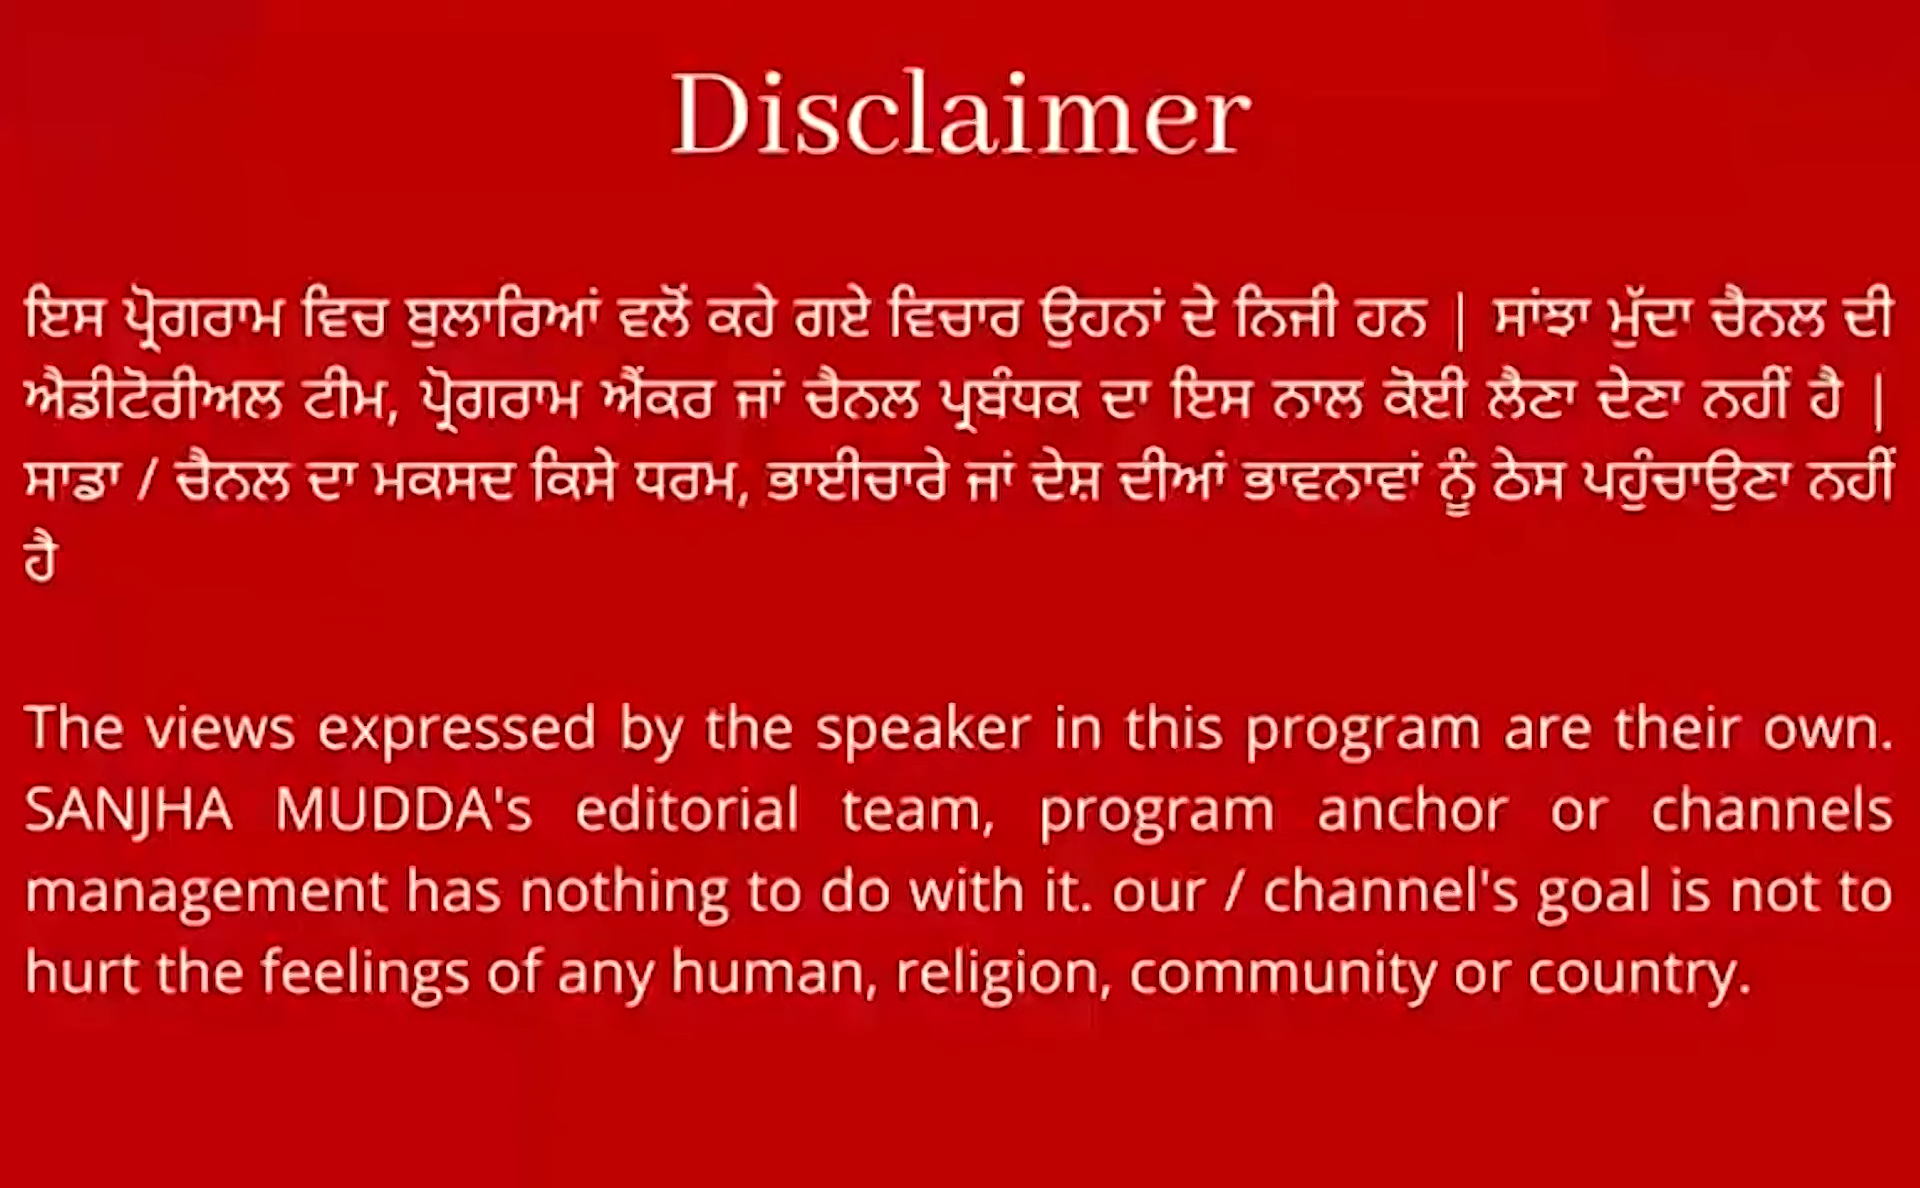 Disclaimer
ਇਸ ਪ੍ਰੋਗਰਾਮ ਵਿਚ ਬੁਲਾਰਿਆਂ ਵਲੋਂ ਕਹੇ ਗਏ ਵਿਚਾਰ ਉਹਨਾਂ ਦੇ ਨਿਜੀ ਹਨ | ਸਾਂਝਾ ਮੁੱਦਾ ਚੈਨਲ ਦੀ
ਐਡੀਟੋਰੀਅਲ ਟੀਮ, ਪ੍ਰੋਗਰਾਮ ਐਂਕਰ ਜਾਂ ਚੈਨਲ ਪ੍ਰਬੰਧਕ ਦਾ ਇਸ ਨਾਲ ਕੋਈ ਲੈਣਾ ਦੇਣਾ ਨਹੀਂ ਹੈ |
ਸਾਡਾ / ਚੈਨਲ ਦਾ ਮਕਸਦ ਕਿਸੇ ਧਰਮ, ਭਾਈਚਾਰੇ ਜਾਂ ਦੇਸ਼ ਦੀਆਂ ਭਾਵਨਾਵਾਂ ਨੂੰ ਠੇਸ ਪਹੁੰਚਾਉਣਾ ਨਹੀਂ
ਹੈ
The views expressed by the speaker in this program are their own.
SANJHA MUDDA's editorial team, program anchor or channels
management has nothing to do with it. our / channel's goal is not to
hurt the feelings of any human, religion, community or country.